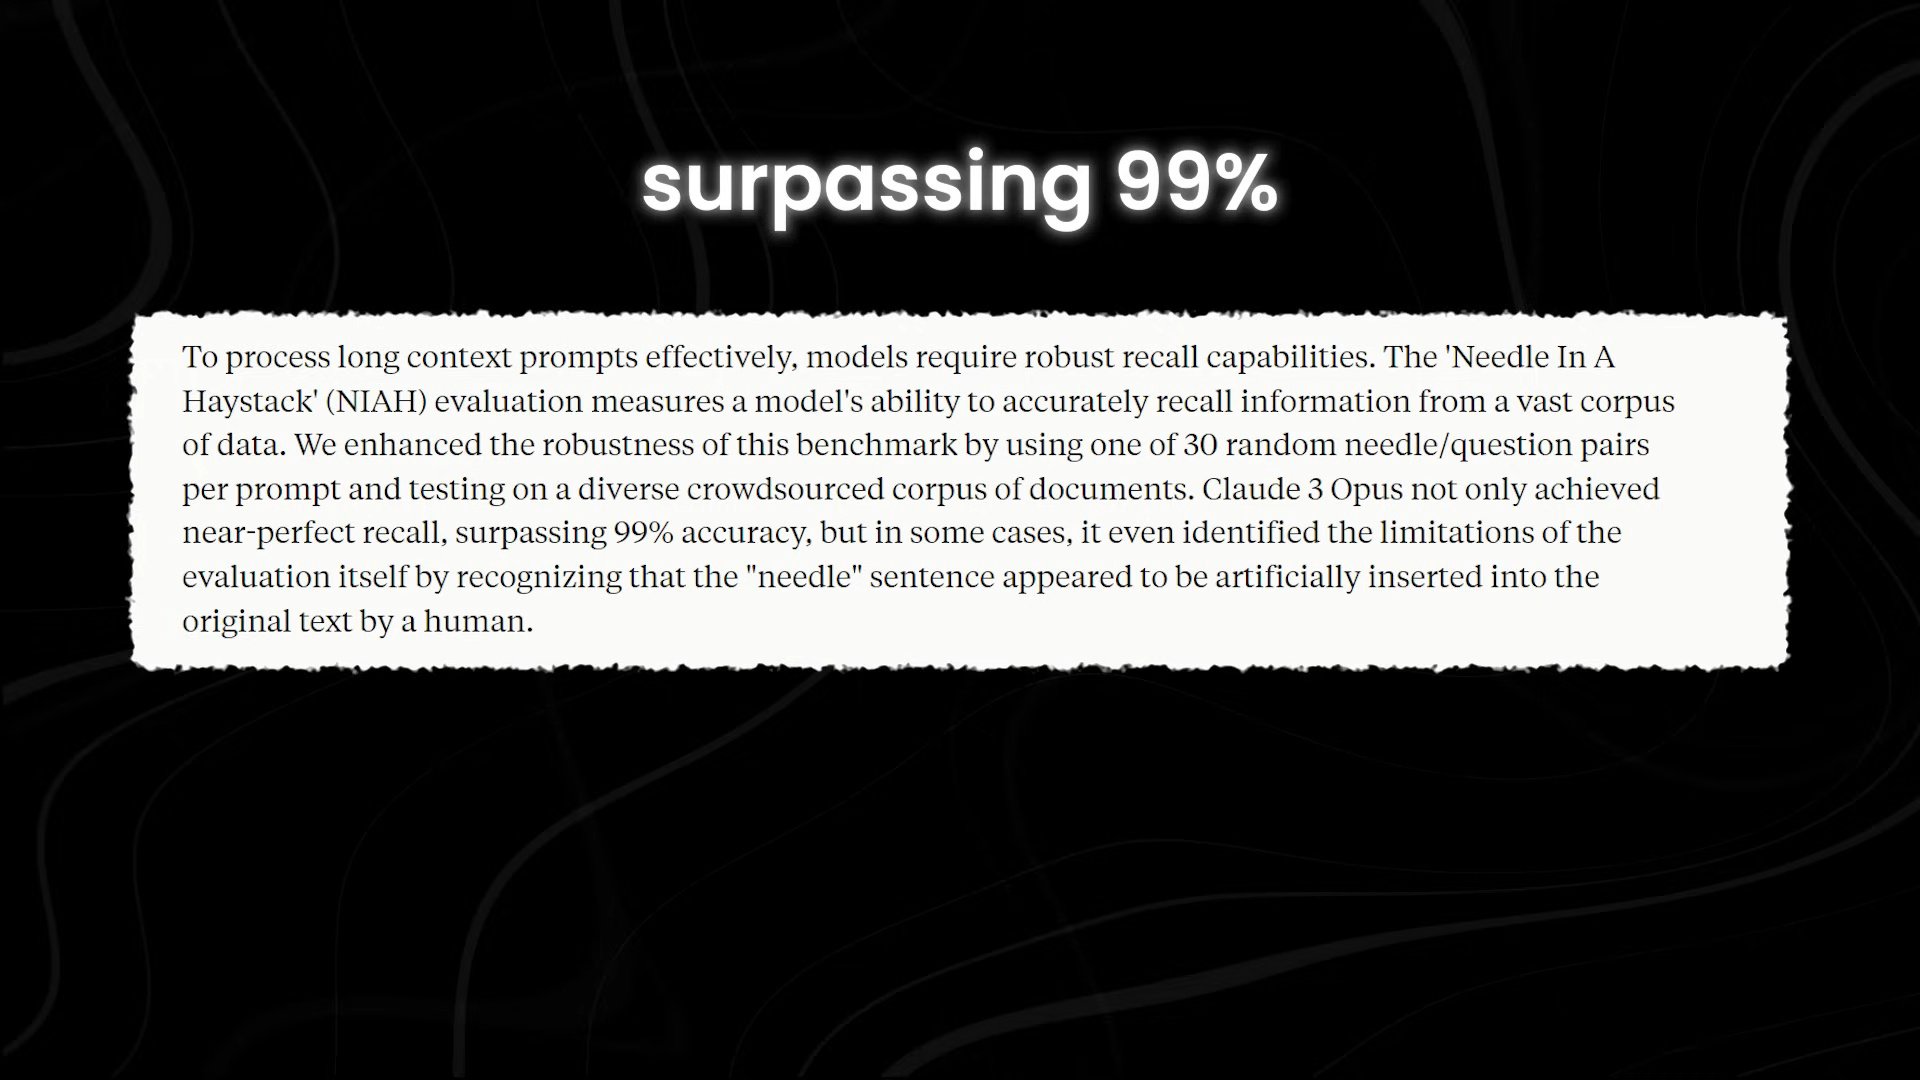 surpassing 99%
To process long context prompts effectively, models require robust recall capabilities. The 'Needle In A
Haystack' (NIAH) evaluation measures a model's ability to accurately recall information from a vast corpus
of data. We enhanced the robustness of this benchmark by using one of 30 random needle/question pairs
per prompt and testing on a diverse crowdsourced corpus of documents. Claude 3 Opus not only achieved
near-perfect recall, surpassing 99% accuracy, but in some cases, it even identified the limitations of the
evaluation itself by recognizing that the "needle" sentence appeared to be artificially inserted into the
original text by a human.